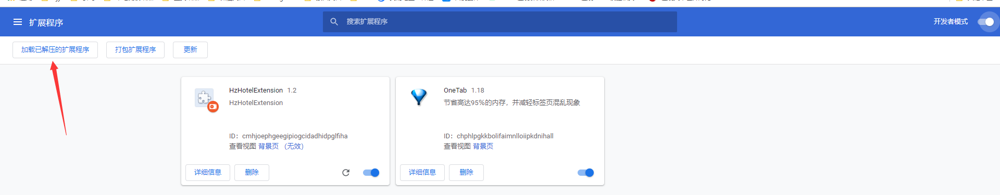 扩展程序
搜索扩展程序
开发者模式
加载已解压的扩展程序
打包扩展程序
更新
HzHotelExtension 1.2
HzHotelExtension
ID：cmhjoephgeegipiogcidadhidpglfiha
查看视图 背景页 （无效）
详细信息
删除
OneTab 1.18
节省高达95％的内存，并减轻标签页混乱现象
ID：chphlpgkkbolifaimnlloiipkdnihall
查看视图 背景页
详细信息
删除